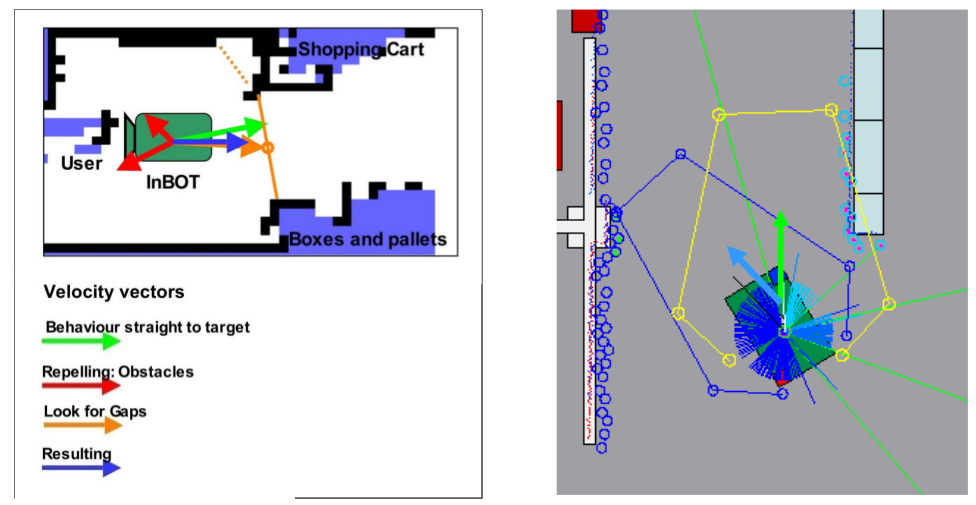 Shopping Cart
User
InBOT
Boxes and pallets
Velocity vectors
Behaviour straight to target
Repelling: Obstacles
Look for Gaps
Resulting